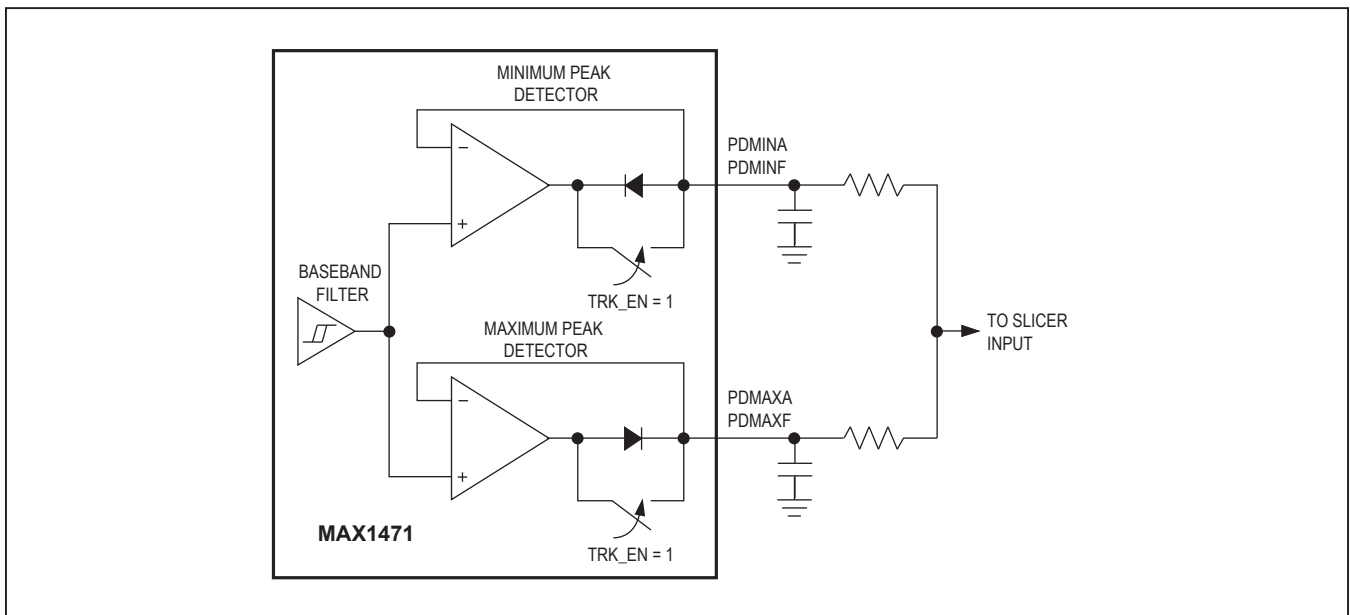 MINIMUM PEAK
DETECTOR
PDMINA
PDMINF
−
+
TRK_EN = 1
BASEBAND
FILTER
MAXIMUM PEAK
DETECTOR
TO SLICER
INPUT
PDMAXA
PDMAXF
−
+
MAX1471
TRK_EN = 1